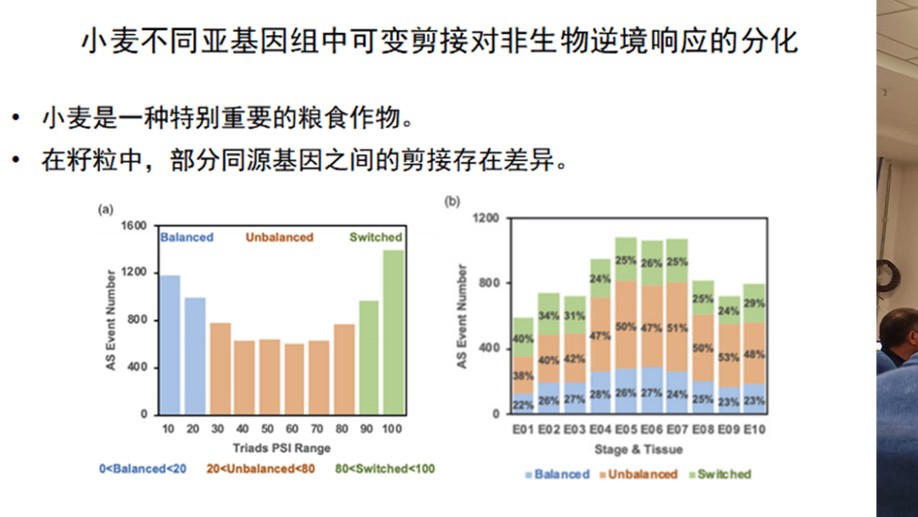 小麦不同亚基因组中可变剪接对非生物逆境响应的分化
• 小麦是一种特别重要的粮食作物。
• 在籽粒中，部分同源基因之间的剪接存在差异。
(a)
1600
Balanced Unbalanced Switched
1200
800
400
0
AS Event Number
10 20 30 40 50 60 70 80 90 100
Triads PSI Range
0<Balanced<20 20<Unbalanced<80 80<Switched<100
(b)
1200
800
400
0
AS Event Number
40% 34% 31% 24% 25% 26% 25% 25% 24% 29%
38% 40% 42% 47% 50% 47% 51% 50% 53% 48%
22% 26% 27% 28% 26% 27% 24% 25% 23% 23%
E01 E02 E03 E04 E05 E06 E07 E08 E09 E10
Stage & Tissue
Balanced Unbalanced Switched